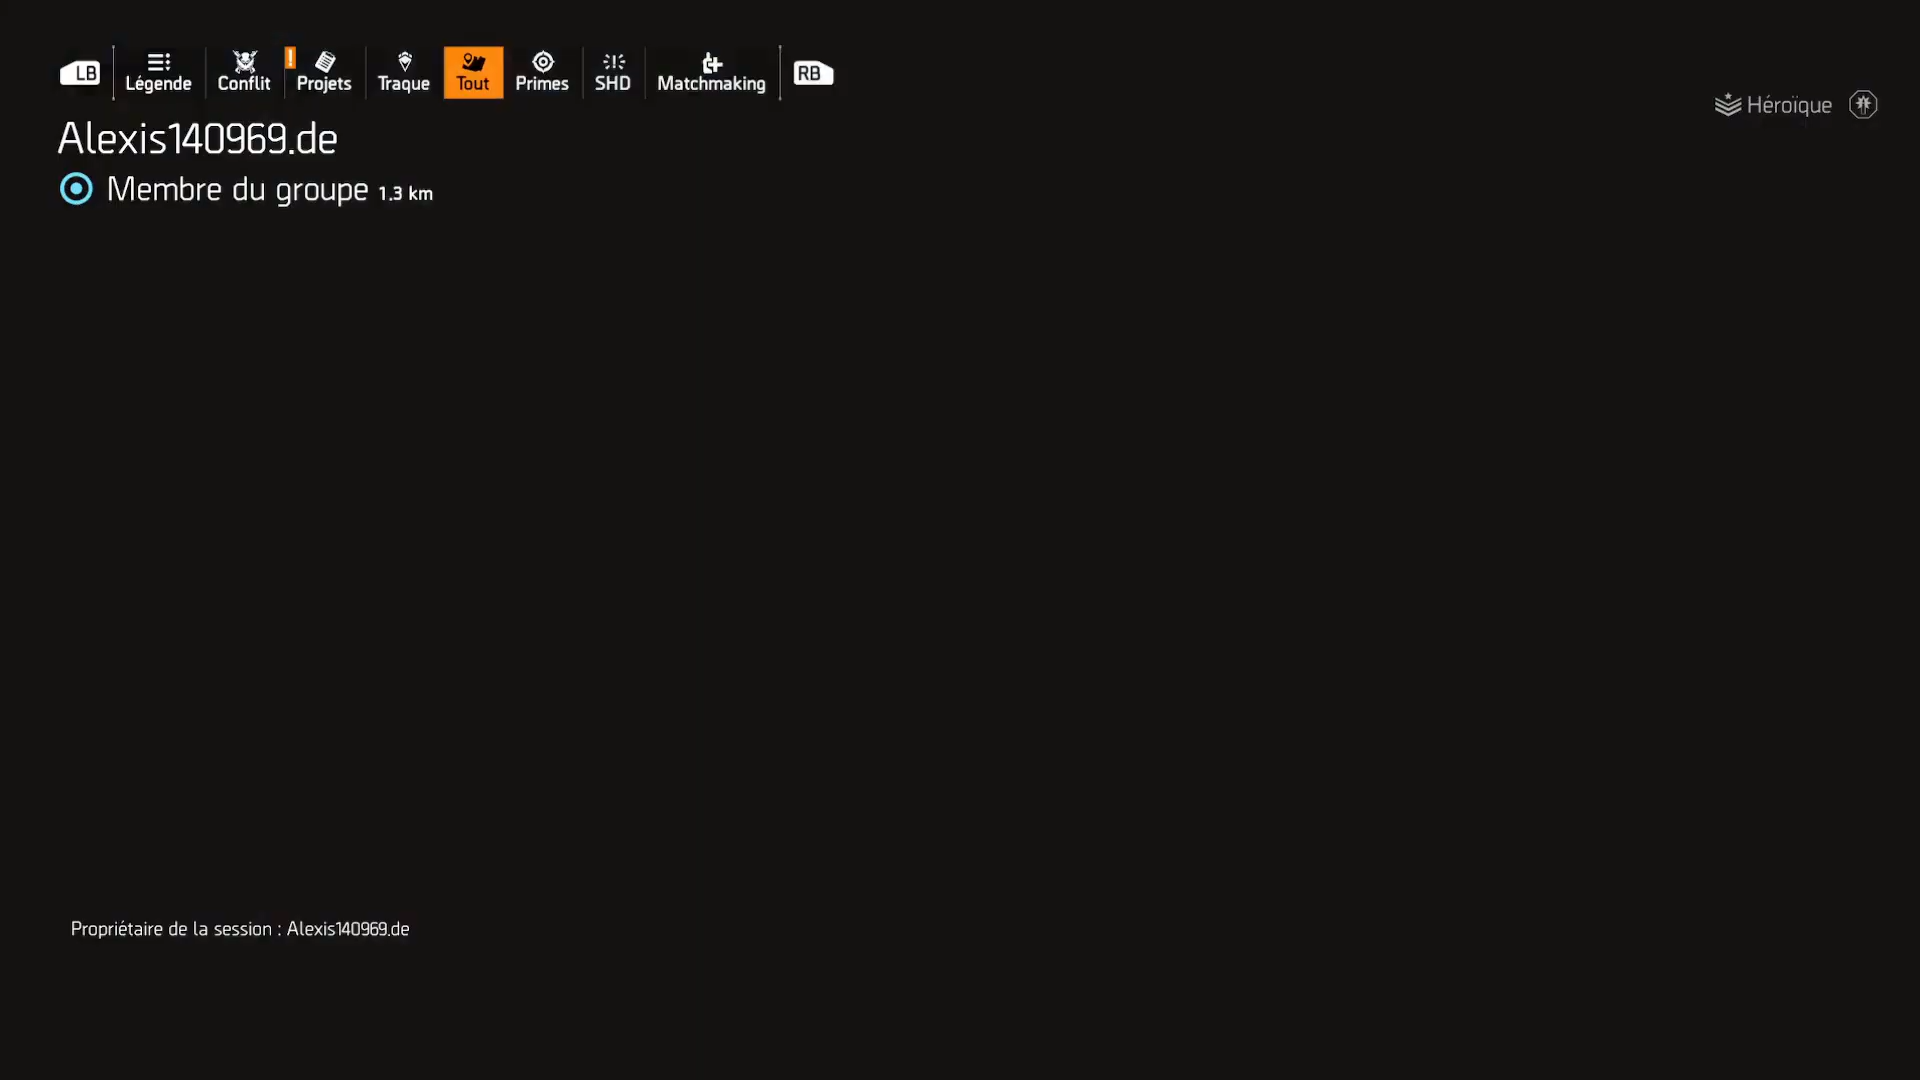 LB Légende Conflit ! Projets Traque Tout Primes SHD Matchmaking RB
Héroïque
Alexis140969.de
Membre du groupe 1.3 km
Propriétaire de la session : Alexis140969.de